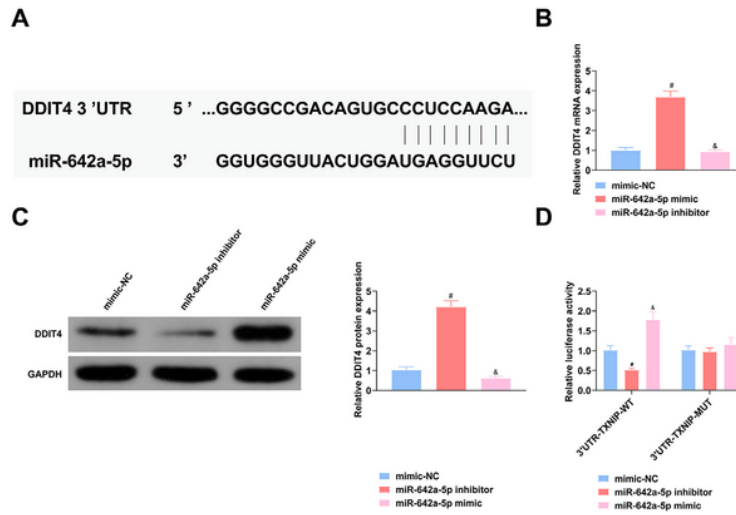 A
DDIT4 3 'UTR 5 ' ...GGGGCCGACAGUGCCCUCCAAGA...
miR-642a-5p 3' GGUGGGUUACUGGAUGAGGUUCU
B
Relative DDIT4 mRNA expression
5
4
3
2
1
0
#
&
mimic-NC
miR-642a-5p mimic
miR-642a-5p inhibitor
C
mimic-NC
miR-642a-5p inhibitor
miR-642a-5p mimic
DDIT4
GAPDH
Relative DDIT4 protein expression
5
4
3
2
1
0
#
&
mimic-NC
miR-642a-5p inhibitor
miR-642a-5p mimic
D
Relative luciferase activity
2.5
2.0
1.5
1.0
0.5
0.0
#
&
3'UTR-TXNIP-WT
3'UTR-TXNIP-MUT
mimic-NC
miR-642a-5p inhibitor
miR-642a-5p mimic